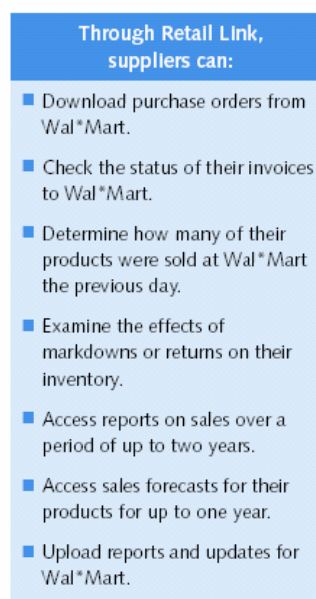 Through Retail Link,
suppliers can:
■ Download purchase orders from
Wal*Mart.
■ Check the status of their invoices
to Wal*Mart.
■ Determine how many of their
products were sold at Wal*Mart
the previous day.
■ Examine the effects of
markdowns or returns on their
inventory.
■ Access reports on sales over a
period of up to two years.
■ Access sales forecasts for their
products for up to one year.
■ Upload reports and updates for
Wal*Mart.